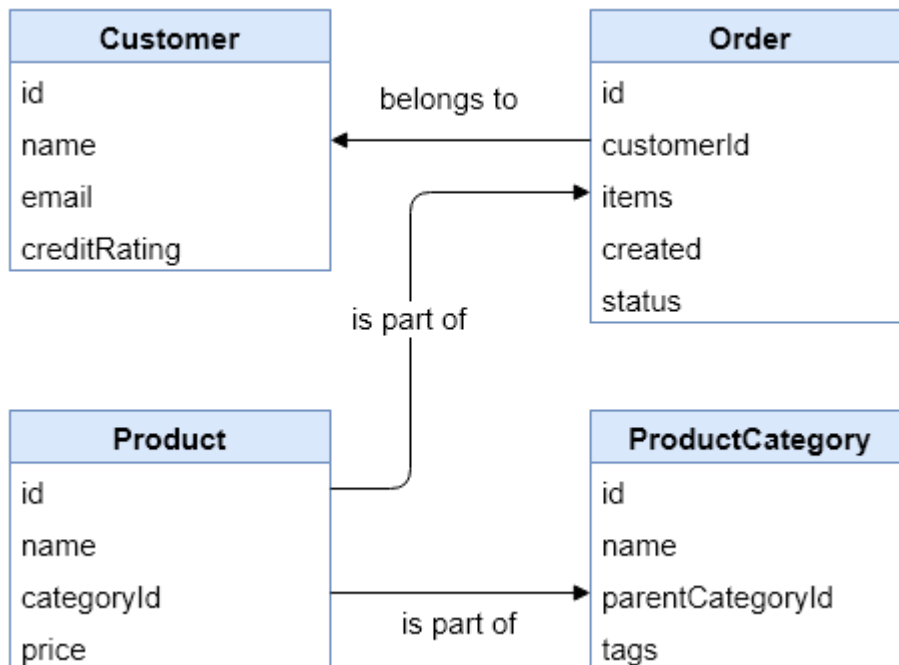 Customer
id
name
email
creditRating
belongs to
Order
id
customerId
items
created
status
is part of
Product
id
name
categoryId
price
is part of
ProductCategory
id
name
parentCategoryId
tags